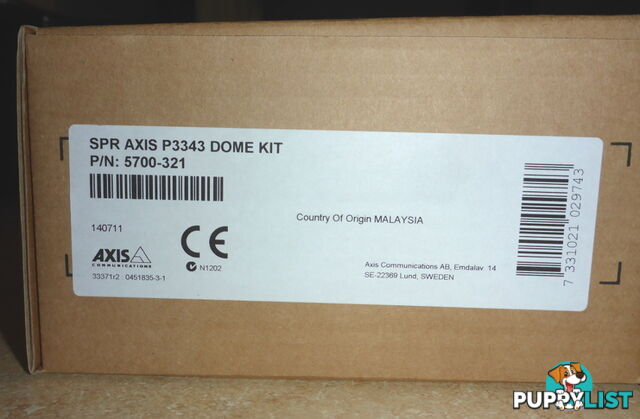 SPR AXIS P3343 DOME KIT
P/N: 5700-321
Country Of Origin MALAYSIA
140711
AXIS
COMMUNICATIONS
CE
N1202
33371r2 0451835-3-1
Axis Communications AB, Emdalav 14
SE-22369 Lund, SWEDEN
7 331021 029743
PUPPYLIST